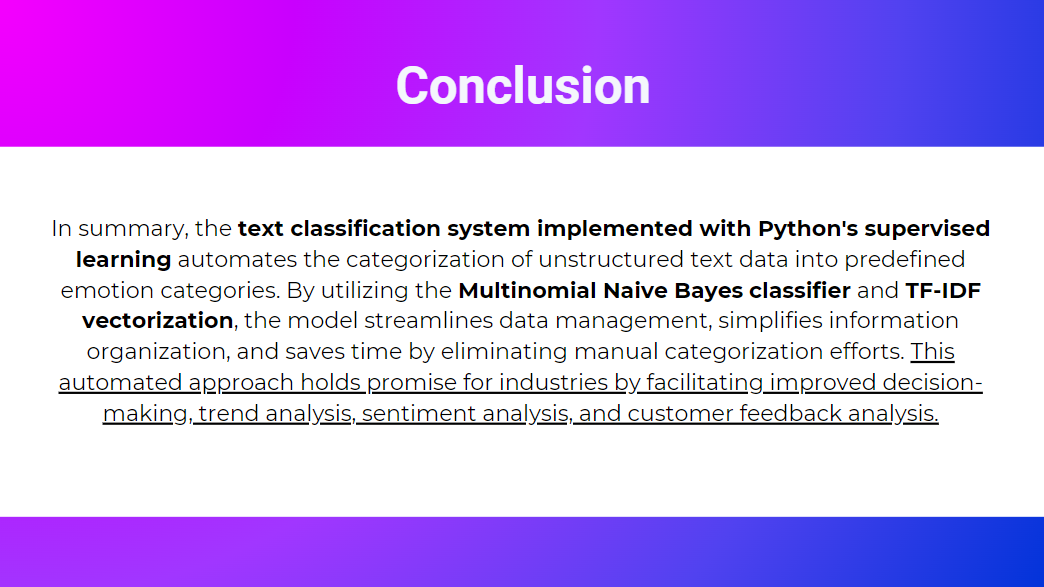 Conclusion
In summary, the text classification system implemented with Python's supervised
learning automates the categorization of unstructured text data into predefined
emotion categories. By utilizing the Multinomial Naive Bayes classifier and TF-IDF
vectorization, the model streamlines data management, simplifies information
organization, and saves time by eliminating manual categorization efforts. This
automated approach holds promise for industries by facilitating improved decision-
making, trend analysis, sentiment analysis, and customer feedback analysis.